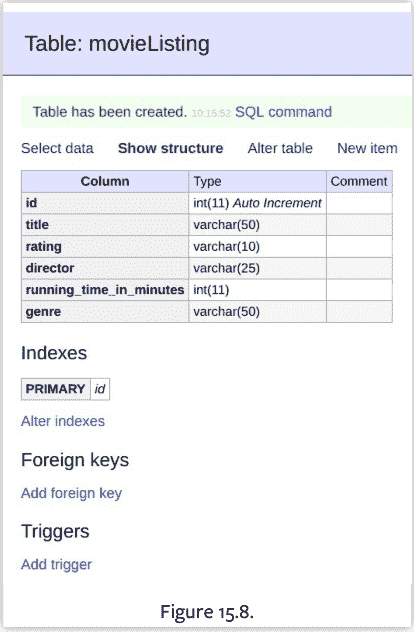 Table: movieListing
Table has been created. 10:15:52 SQL command
Select data Show structure Alter table New item
Column Type Comment
id int(11) Auto Increment
title varchar(50)
rating varchar(10)
director varchar(25)
running_time_in_minutes int(11)
genre varchar(50)
Indexes
PRIMARY id
Alter indexes
Foreign keys
Add foreign key
Triggers
Add trigger
Figure 15.8.